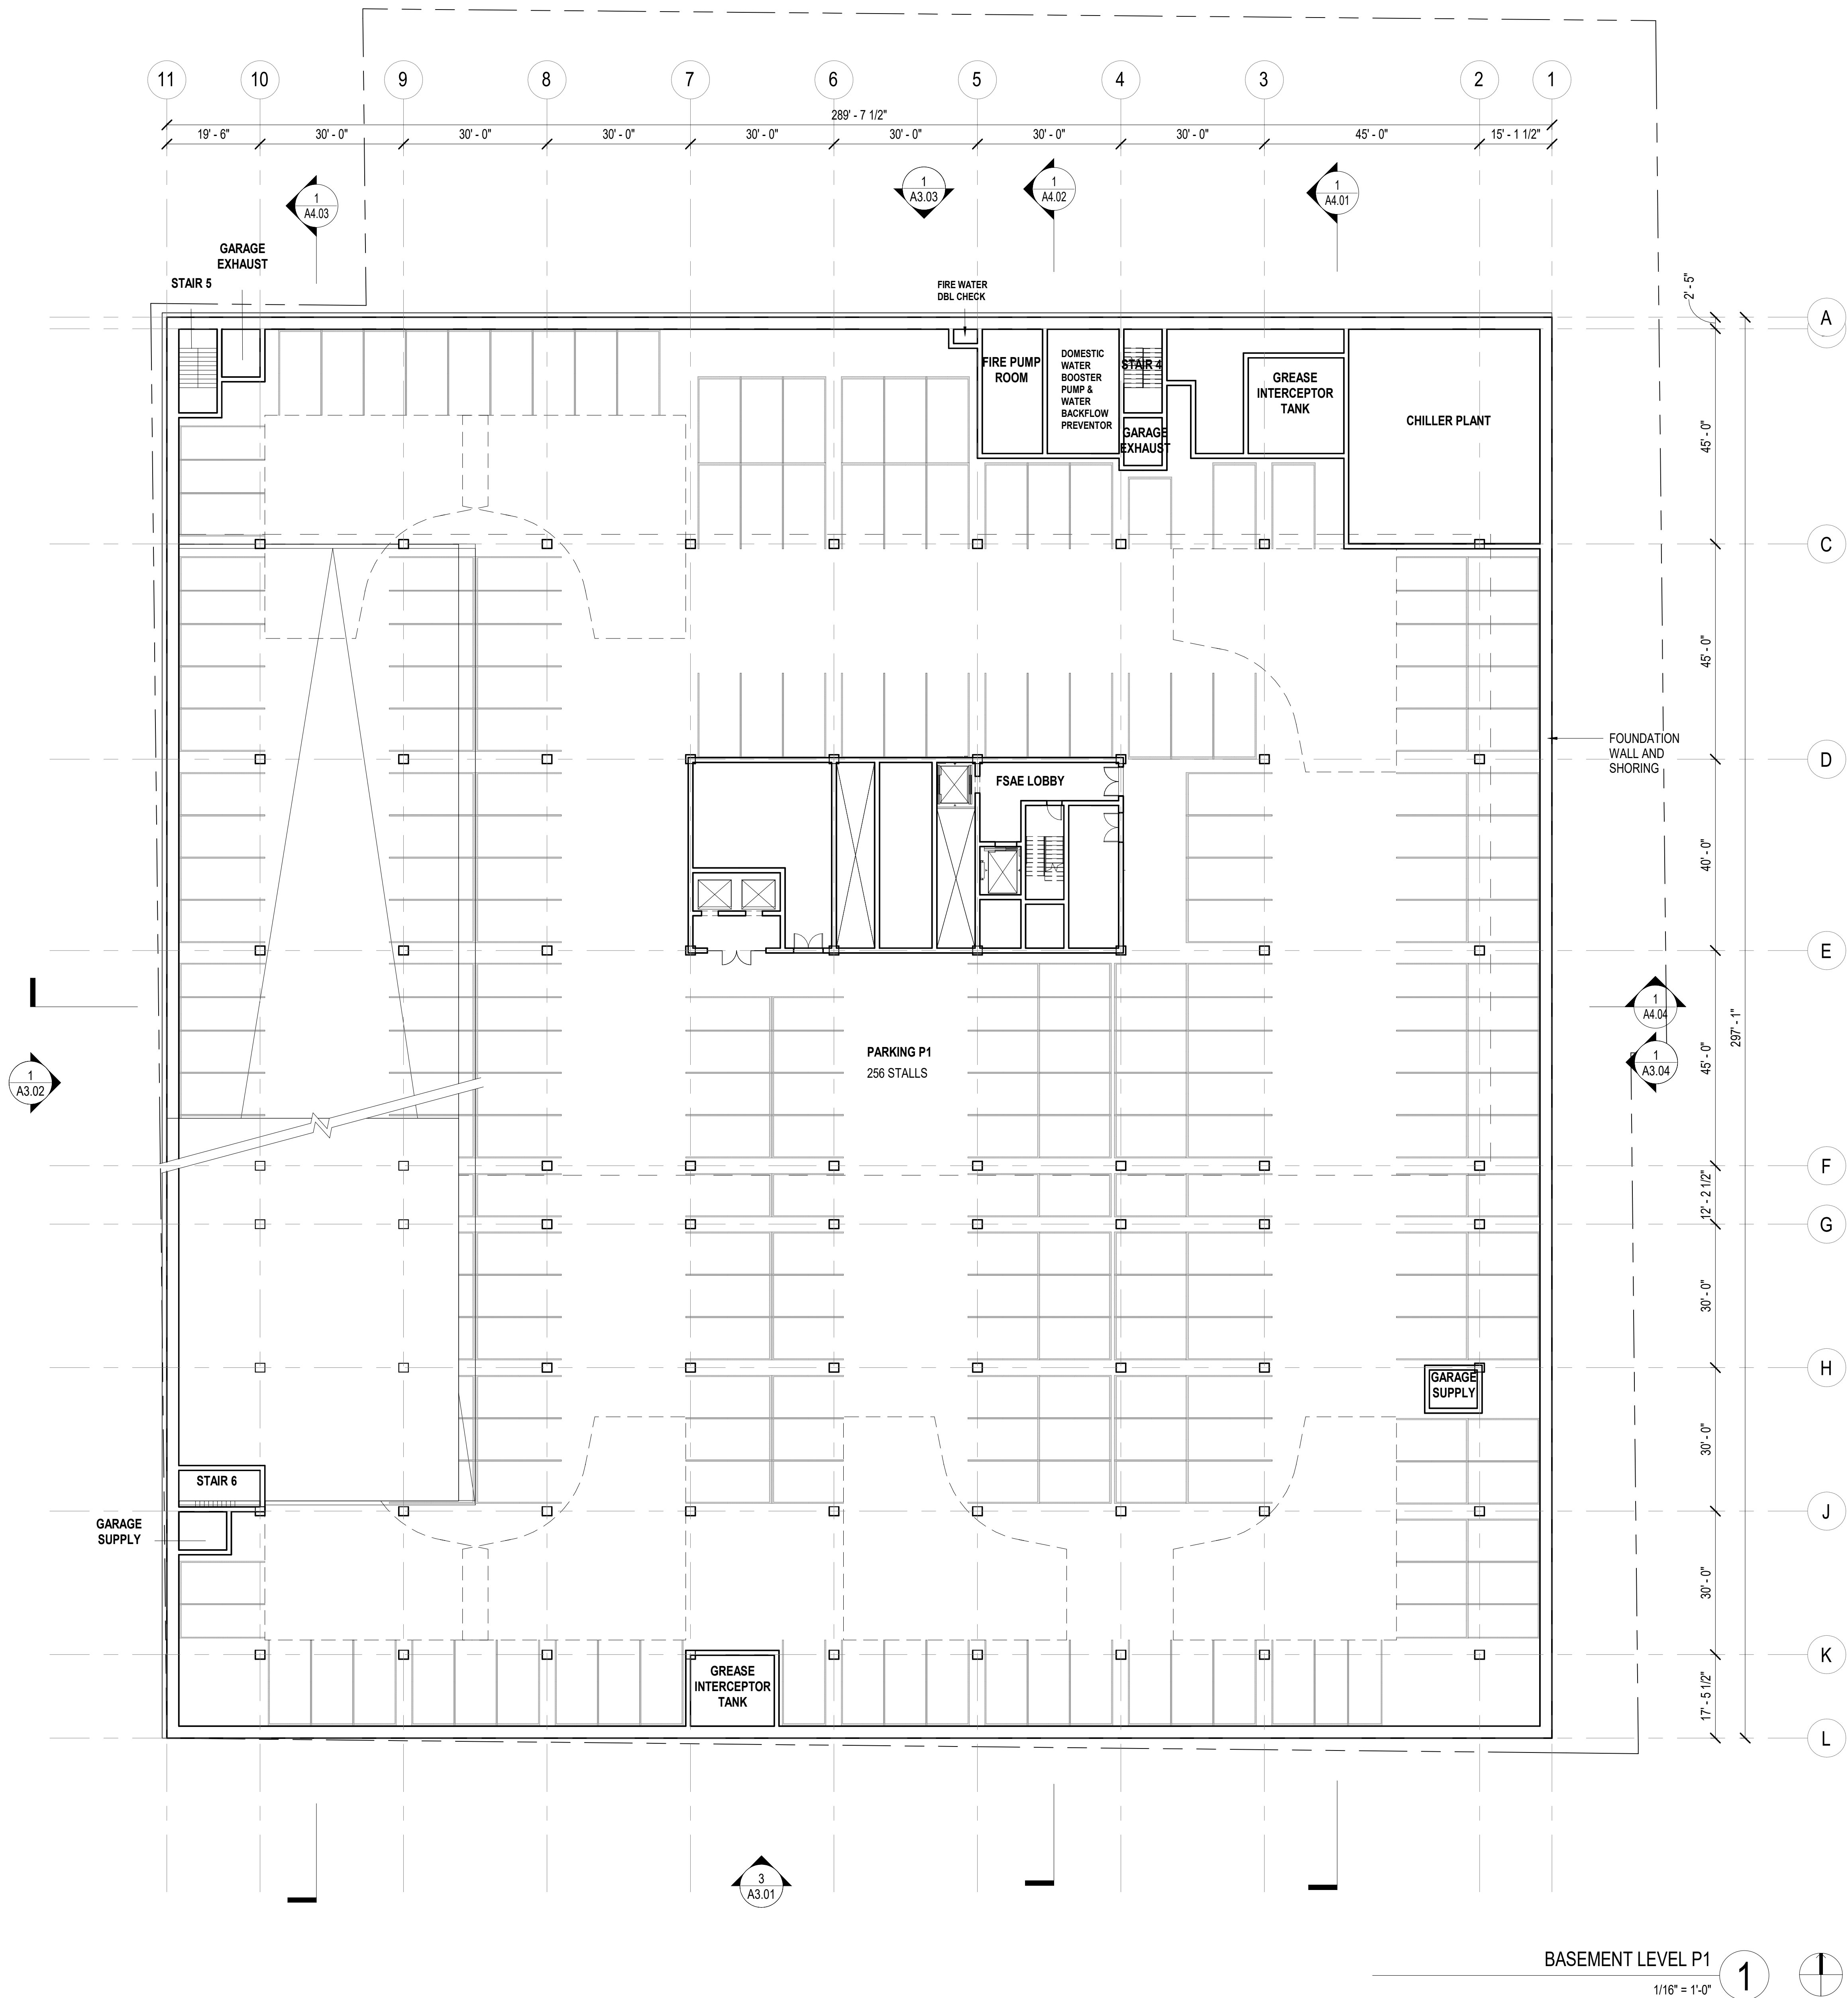 11 10 9 8 7 6 5 4 3 2 1
289' - 7 1/2"
19' - 6" 30' - 0" 30' - 0" 30' - 0" 30' - 0" 30' - 0" 30' - 0" 30' - 0" 45' - 0" 15' - 1 1/2"
1
A4.03
1
A3.03
1
A4.02
1
A4.01
GARAGE
EXHAUST
STAIR 5
FIRE WATER
DBL CHECK
2' - 5"
A
FIRE PUMP
ROOM
DOMESTIC
WATER
BOOSTER
PUMP &
WATER
BACKFLOW
PREVENTOR
STAIR 4
GARAGE
EXHAUST
GREASE
INTERCEPTOR
TANK
CHILLER PLANT
45' - 0"
C
45' - 0"
FOUNDATION
WALL AND
SHORING
D
FSAE LOBBY
40' - 0"
E
1
A4.04
297' - 1"
1
A3.02
PARKING P1
256 STALLS
45' - 0"
1
A3.04
F
12' - 2 1/2"
G
30' - 0"
H
GARAGE
SUPPLY
30' - 0"
STAIR 6
J
GARAGE
SUPPLY
30' - 0"
K
GREASE
INTERCEPTOR
TANK
17' - 5 1/2"
L
3
A3.01
BASEMENT LEVEL P1
1/16" = 1'-0"
1